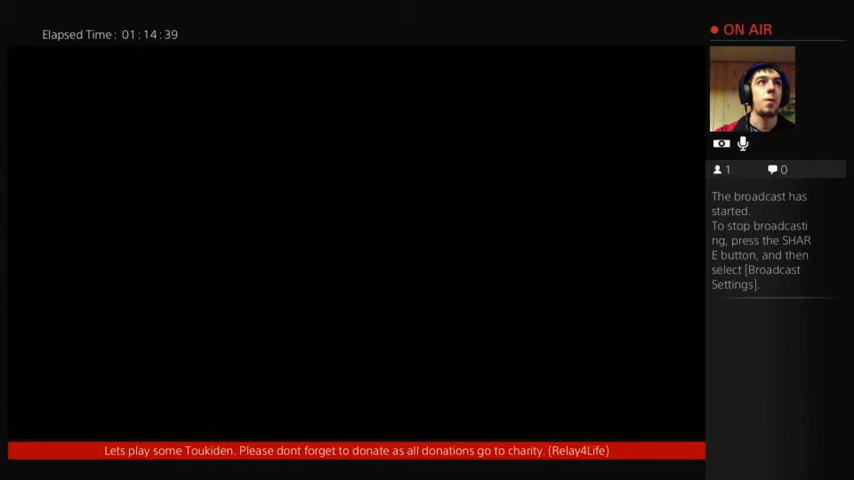 Elapsed Time: 01:14:39
ON AIR
1
0
The broadcast has
started.
To stop broadcasti
ng, press the SHAR
E button, and then
select [Broadcast
Settings].
Lets play some Toukiden. Please dont forget to donate as all donations go to charity. (Relay4Life)